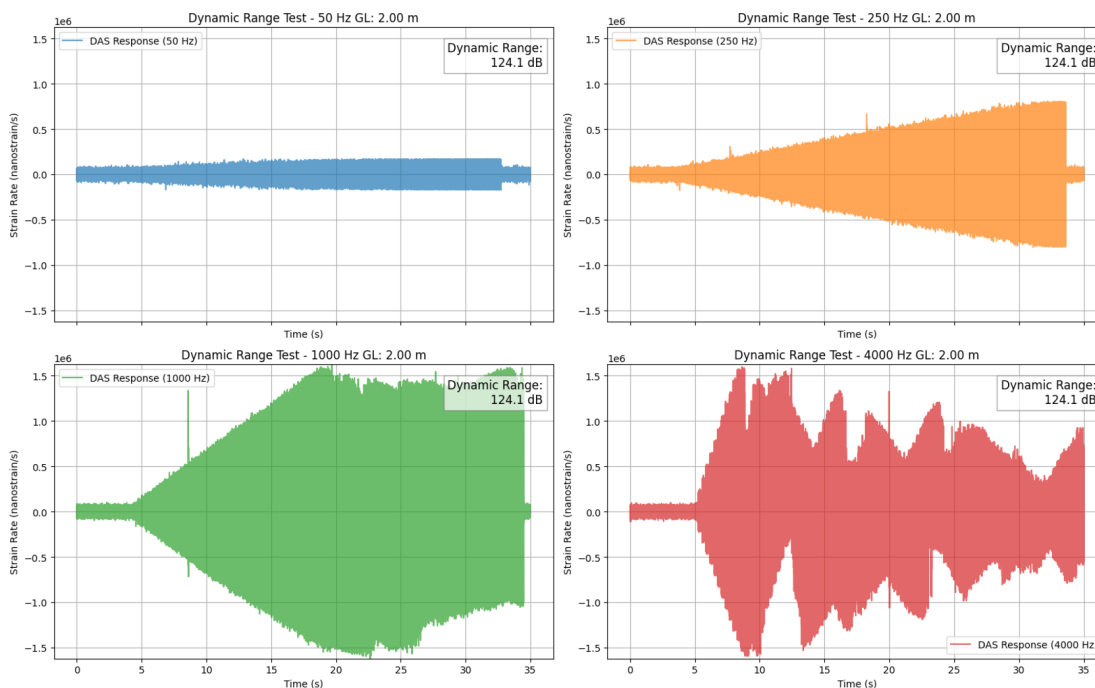 Dynamic Range Test - 50 Hz GL: 2.00 m
1e6
DAS Response (50 Hz)
Dynamic Range:
124.1 dB
Strain Rate (nanostrain/s)
1.5
1.0
0.5
0.0
−0.5
−1.0
−1.5
Time (s)
Dynamic Range Test - 250 Hz GL: 2.00 m
1e6
DAS Response (250 Hz)
Dynamic Range:
124.1 dB
Strain Rate (nanostrain/s)
1.5
1.0
0.5
0.0
−0.5
−1.0
−1.5
Time (s)
Dynamic Range Test - 1000 Hz GL: 2.00 m
1e6
DAS Response (1000 Hz)
Dynamic Range:
124.1 dB
Strain Rate (nanostrain/s)
1.5
1.0
0.5
0.0
−0.5
−1.0
−1.5
0 5 10 15 20 25 30 35
Time (s)
Dynamic Range Test - 4000 Hz GL: 2.00 m
1e6
Dynamic Range:
124.1 dB
Strain Rate (nanostrain/s)
1.5
1.0
0.5
0.0
−0.5
−1.0
−1.5
DAS Response (4000 Hz)
0 5 10 15 20 25 30 35
Time (s)